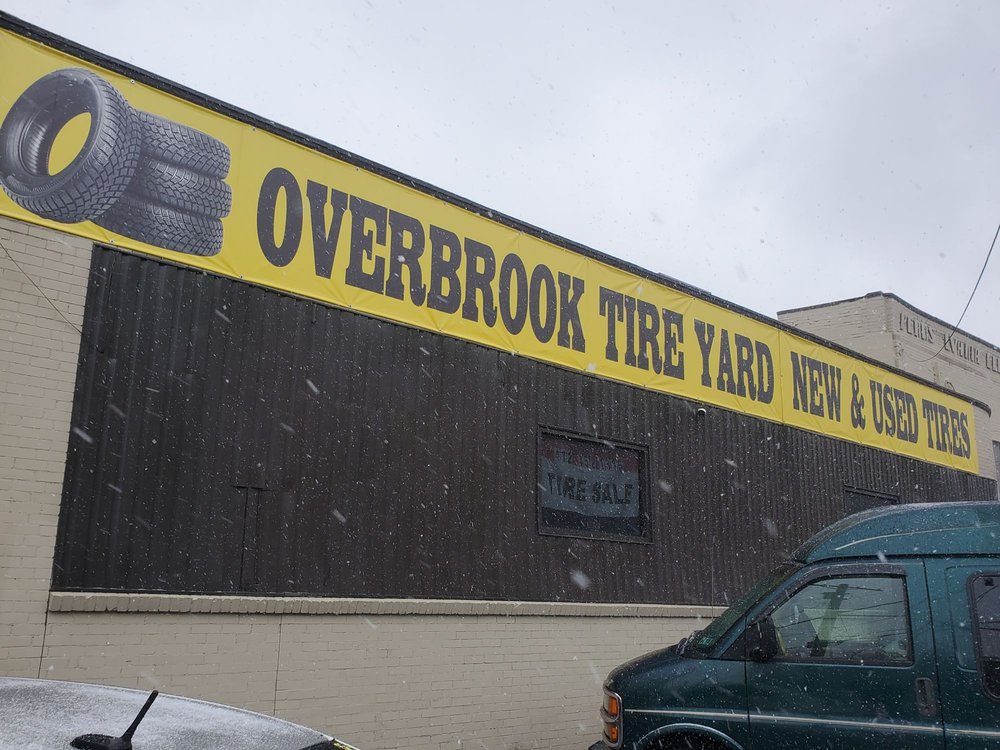 OVERBROOK TIRE YARD NEW & USED TIRES
TIRE SALE